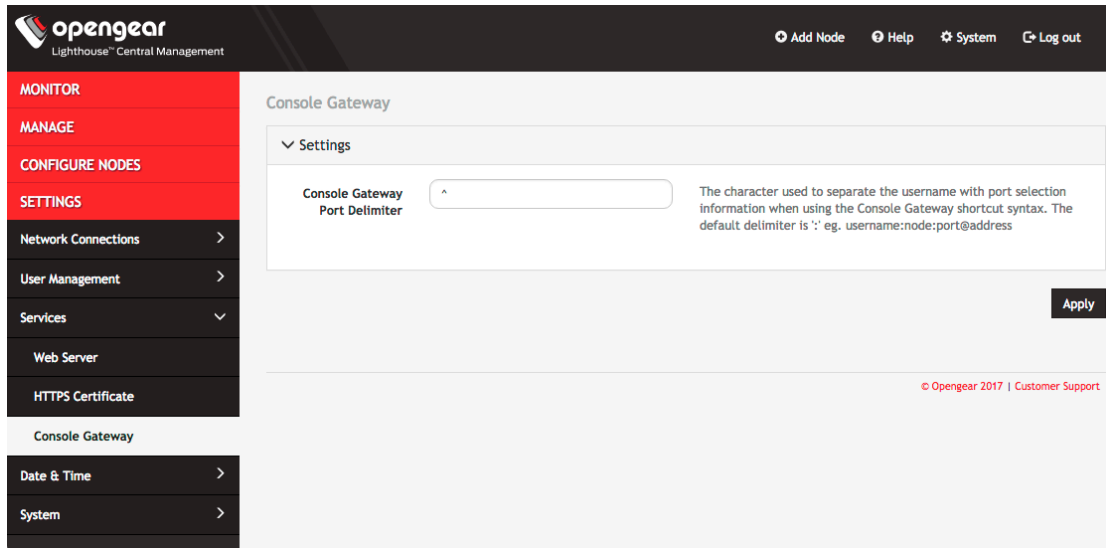 opengear
Lighthouse™ Central Management
Add Node
Help
System
Log out
MONITOR
MANAGE
CONFIGURE NODES
SETTINGS
Network Connections
User Management
Services
Web Server
HTTPS Certificate
Console Gateway
Date & Time
System
Console Gateway
Settings
Console Gateway
Port Delimiter
^
The character used to separate the username with port selection
information when using the Console Gateway shortcut syntax. The
default delimiter is ':' eg. username:node:port@address
Apply
© Opengear 2017 | Customer Support